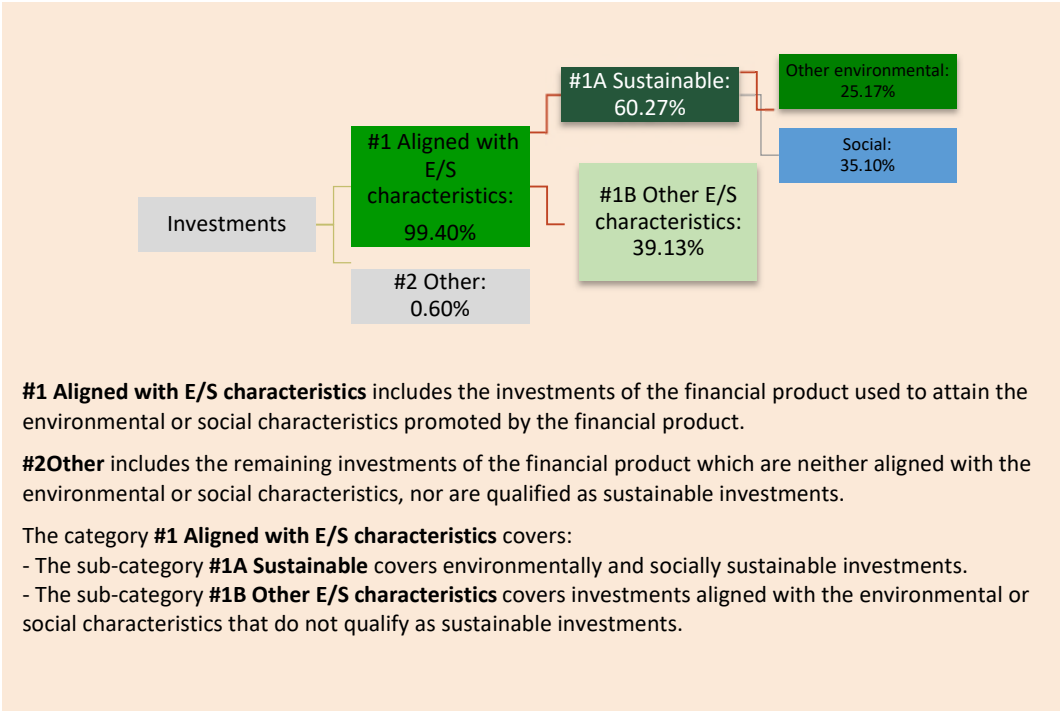 Investments
#1 Aligned with
E/S
characteristics:
99.40%
#2 Other:
0.60%
#1A Sustainable:
60.27%
#1B Other E/S
characteristics:
39.13%
Other environmental:
25.17%
Social:
35.10%
#1 Aligned with E/S characteristics includes the investments of the financial product used to attain the
environmental or social characteristics promoted by the financial product.
#2Other includes the remaining investments of the financial product which are neither aligned with the
environmental or social characteristics, nor are qualified as sustainable investments.
The category #1 Aligned with E/S characteristics covers:
- The sub-category #1A Sustainable covers environmentally and socially sustainable investments.
- The sub-category #1B Other E/S characteristics covers investments aligned with the environmental or
social characteristics that do not qualify as sustainable investments.